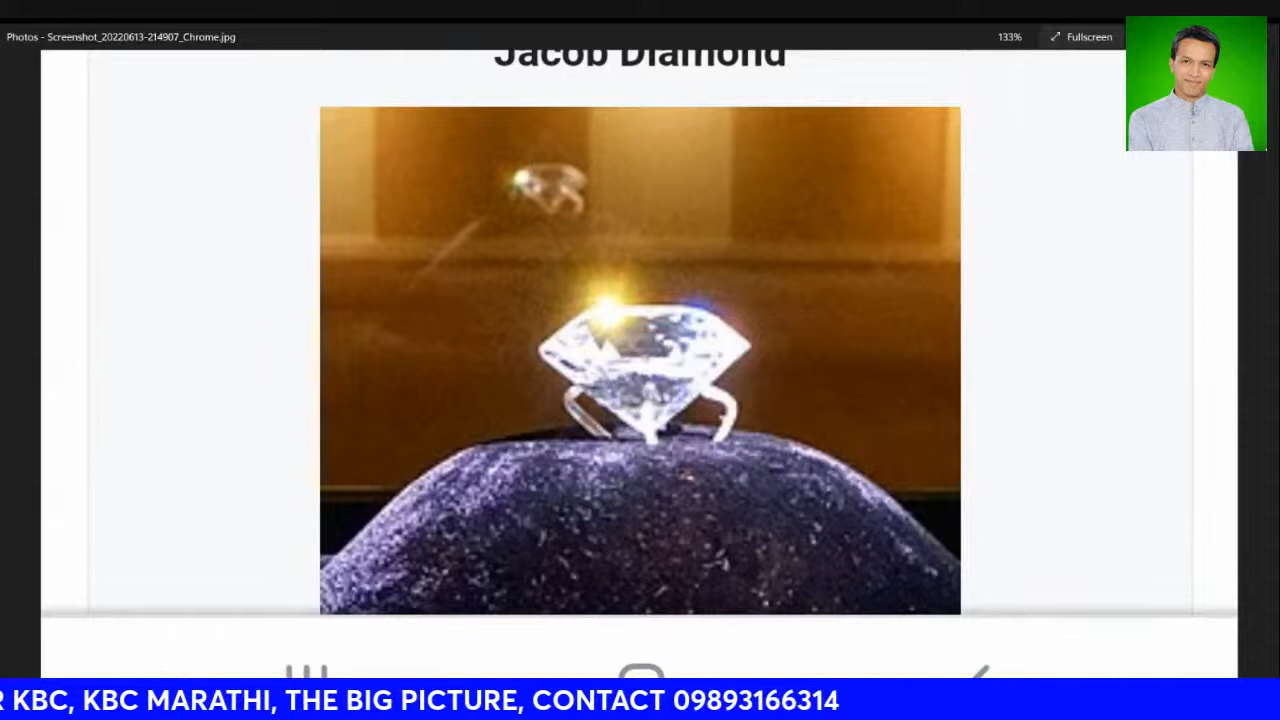 Photos - Screenshot_20220613-214907_Chrome.jpg
133%
Fullscreen
Jacob Diamond
KBC, KBC MARATHI, THE BIG PICTURE, CONTACT 09893166314